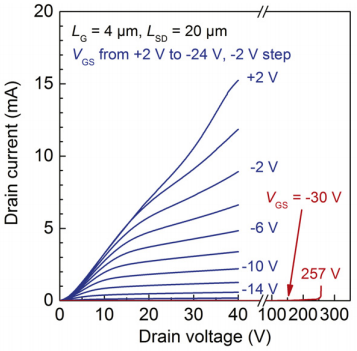 20
15
10
5
0
Drain current (mA)
L_G = 4 µm, L_SD = 20 µm
V_GS from +2 V to -24 V, -2 V step
+2 V
-2 V
V_GS = -30 V
-6 V
-10 V
257 V
-14 V
0 10 20 30 40 100 200 300
Drain voltage (V)